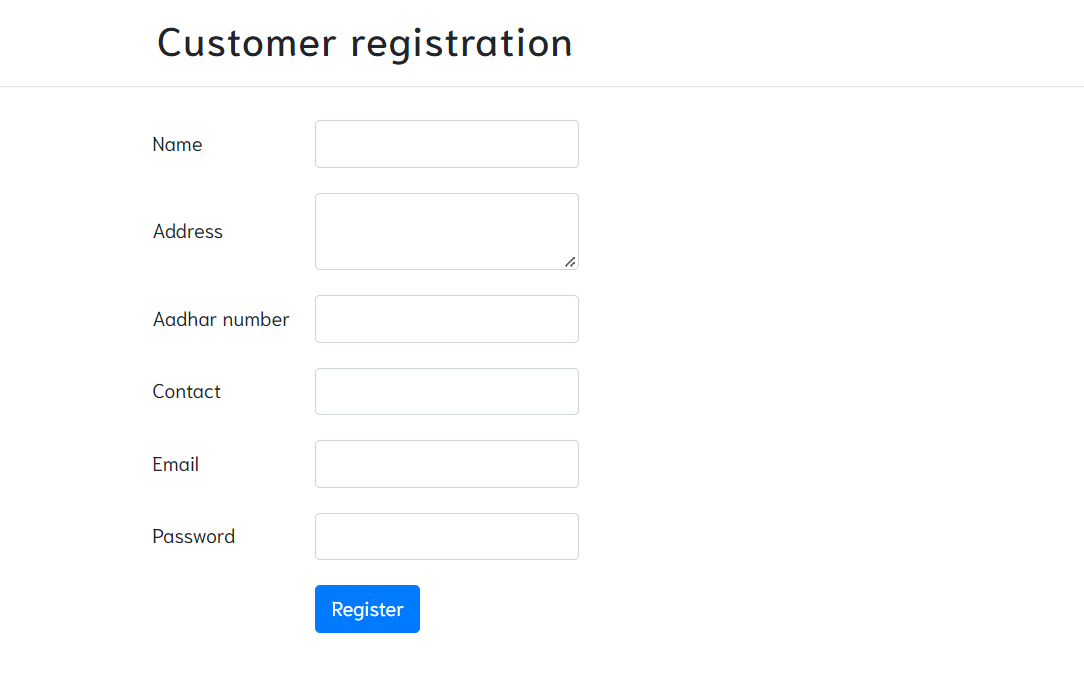 Customer registration
Name
Address
Aadhar number
Contact
Email
Password
Register